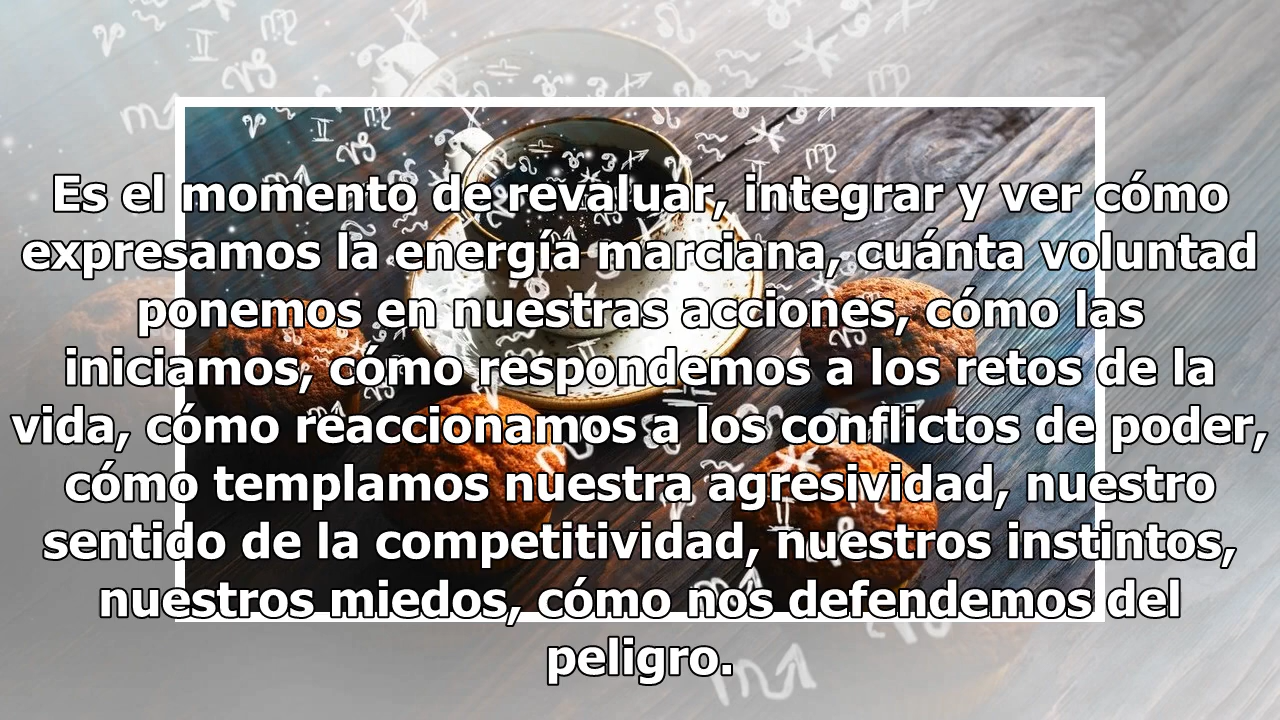 Es el momento de revaluar, integrar y ver cómo
expresamos la energía marciana, cuánta voluntad
ponemos en nuestras acciones, cómo las
iniciamos, cómo respondemos a los retos de la
vida, cómo reaccionamos a los conflictos de poder,
cómo templamos nuestra agresividad, nuestro
sentido de la competitividad, nuestros instintos,
nuestros miedos, cómo nos defendemos del
peligro.